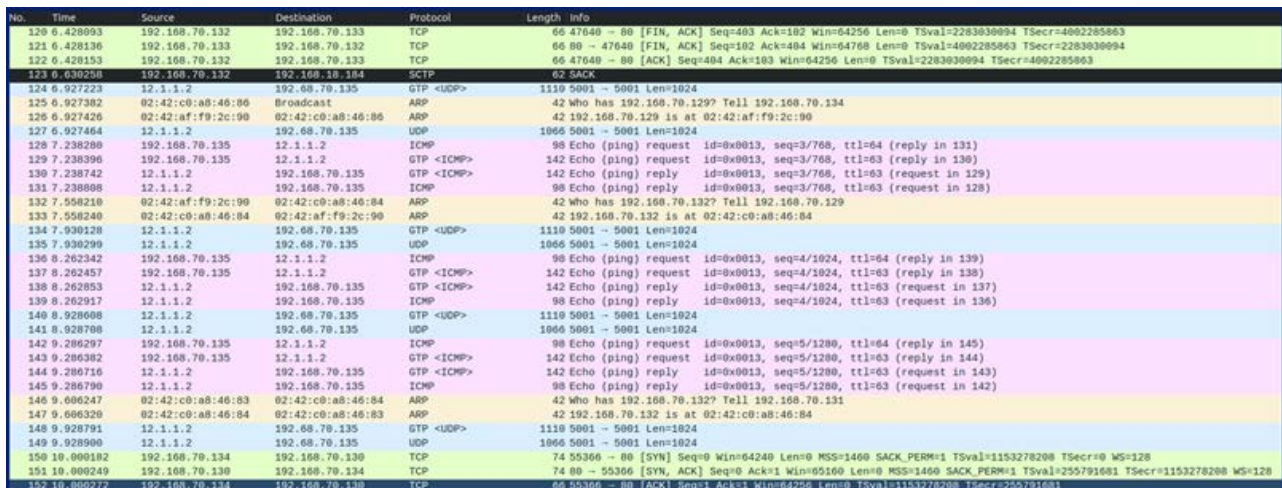 No. Time Source Destination Protocol Length Info
120 6.428093 192.168.70.132 192.168.70.133 TCP 66 47640 → 80 [FIN, ACK] Seq=403 Ack=102 Win=64256 Len=0 TSval=2283030094 TSecr=4002285863
121 6.428136 192.168.70.133 192.168.70.132 TCP 66 80 → 47640 [FIN, ACK] Seq=102 Ack=404 Win=64768 Len=0 TSval=4002285863 TSecr=2283030094
122 6.428153 192.168.70.132 192.168.70.133 TCP 66 47640 → 80 [ACK] Seq=404 Ack=103 Win=64256 Len=0 TSval=2283030094 TSecr=4002285863
123 6.630258 192.168.70.132 192.168.18.184 SCTP 62 SACK
124 6.927223 12.1.1.2 192.68.70.135 GTP <UDP> 1110 5001 → 5001 Len=1024
125 6.927382 02:42:c0:a8:46:86 Broadcast ARP 42 Who has 192.168.70.129? Tell 192.168.70.134
126 6.927426 02:42:af:f9:2c:90 02:42:c0:a8:46:86 ARP 42 192.168.70.129 is at 02:42:af:f9:2c:90
127 6.927464 12.1.1.2 192.68.70.135 UDP 1066 5001 → 5001 Len=1024
128 7.238280 192.168.70.135 12.1.1.2 ICMP 98 Echo (ping) request id=0x0013, seq=3/768, ttl=64 (reply in 131)
129 7.238396 192.168.70.135 12.1.1.2 GTP <ICMP> 142 Echo (ping) request id=0x0013, seq=3/768, ttl=63 (reply in 130)
130 7.238742 12.1.1.2 192.168.70.135 GTP <ICMP> 142 Echo (ping) reply id=0x0013, seq=3/768, ttl=63 (request in 129)
131 7.238808 12.1.1.2 192.168.70.135 ICMP 98 Echo (ping) reply id=0x0013, seq=3/768, ttl=63 (request in 128)
132 7.558210 02:42:af:f9:2c:90 02:42:c0:a8:46:84 ARP 42 Who has 192.168.70.132? Tell 192.168.70.129
133 7.558240 02:42:c0:a8:46:84 02:42:af:f9:2c:90 ARP 42 192.168.70.132 is at 02:42:c0:a8:46:84
134 7.930128 12.1.1.2 192.68.70.135 GTP <UDP> 1110 5001 → 5001 Len=1024
135 7.930299 12.1.1.2 192.68.70.135 UDP 1066 5001 → 5001 Len=1024
136 8.262342 192.168.70.135 12.1.1.2 ICMP 98 Echo (ping) request id=0x0013, seq=4/1024, ttl=64 (reply in 139)
137 8.262457 192.168.70.135 12.1.1.2 GTP <ICMP> 142 Echo (ping) request id=0x0013, seq=4/1024, ttl=63 (reply in 138)
138 8.262853 12.1.1.2 192.168.70.135 GTP <ICMP> 142 Echo (ping) reply id=0x0013, seq=4/1024, ttl=63 (request in 137)
139 8.262917 12.1.1.2 192.168.70.135 ICMP 98 Echo (ping) reply id=0x0013, seq=4/1024, ttl=63 (request in 136)
140 8.928608 12.1.1.2 192.68.70.135 GTP <UDP> 1110 5001 → 5001 Len=1024
141 8.928708 12.1.1.2 192.68.70.135 UDP 1066 5001 → 5001 Len=1024
142 9.286297 192.168.70.135 12.1.1.2 ICMP 98 Echo (ping) request id=0x0013, seq=5/1280, ttl=64 (reply in 145)
143 9.286382 192.168.70.135 12.1.1.2 GTP <ICMP> 142 Echo (ping) request id=0x0013, seq=5/1280, ttl=63 (reply in 144)
144 9.286716 12.1.1.2 192.168.70.135 GTP <ICMP> 142 Echo (ping) reply id=0x0013, seq=5/1280, ttl=63 (request in 143)
145 9.286790 12.1.1.2 192.168.70.135 ICMP 98 Echo (ping) reply id=0x0013, seq=5/1280, ttl=63 (request in 142)
146 9.606247 02:42:c0:a8:46:83 02:42:c0:a8:46:84 ARP 42 Who has 192.168.70.132? Tell 192.168.70.131
147 9.606320 02:42:c0:a8:46:84 02:42:c0:a8:46:83 ARP 42 192.168.70.132 is at 02:42:c0:a8:46:84
148 9.928791 12.1.1.2 192.68.70.135 GTP <UDP> 1110 5001 → 5001 Len=1024
149 9.928900 12.1.1.2 192.68.70.135 UDP 1066 5001 → 5001 Len=1024
150 10.000182 192.168.70.134 192.168.70.130 TCP 74 55366 → 80 [SYN] Seq=0 Win=64240 Len=0 MSS=1460 SACK_PERM=1 TSval=1153278208 TSecr=0 WS=128
151 10.000249 192.168.70.130 192.168.70.134 TCP 74 80 → 55366 [SYN, ACK] Seq=0 Ack=1 Win=65160 Len=0 MSS=1460 SACK_PERM=1 TSval=255791681 TSecr=1153278208 WS=128
152 10.000272 192.168.70.134 192.168.70.130 TCP 66 55366 → 80 [ACK] Seq=1 Ack=1 Win=64256 Len=0 TSval=1153278208 TSecr=255791681